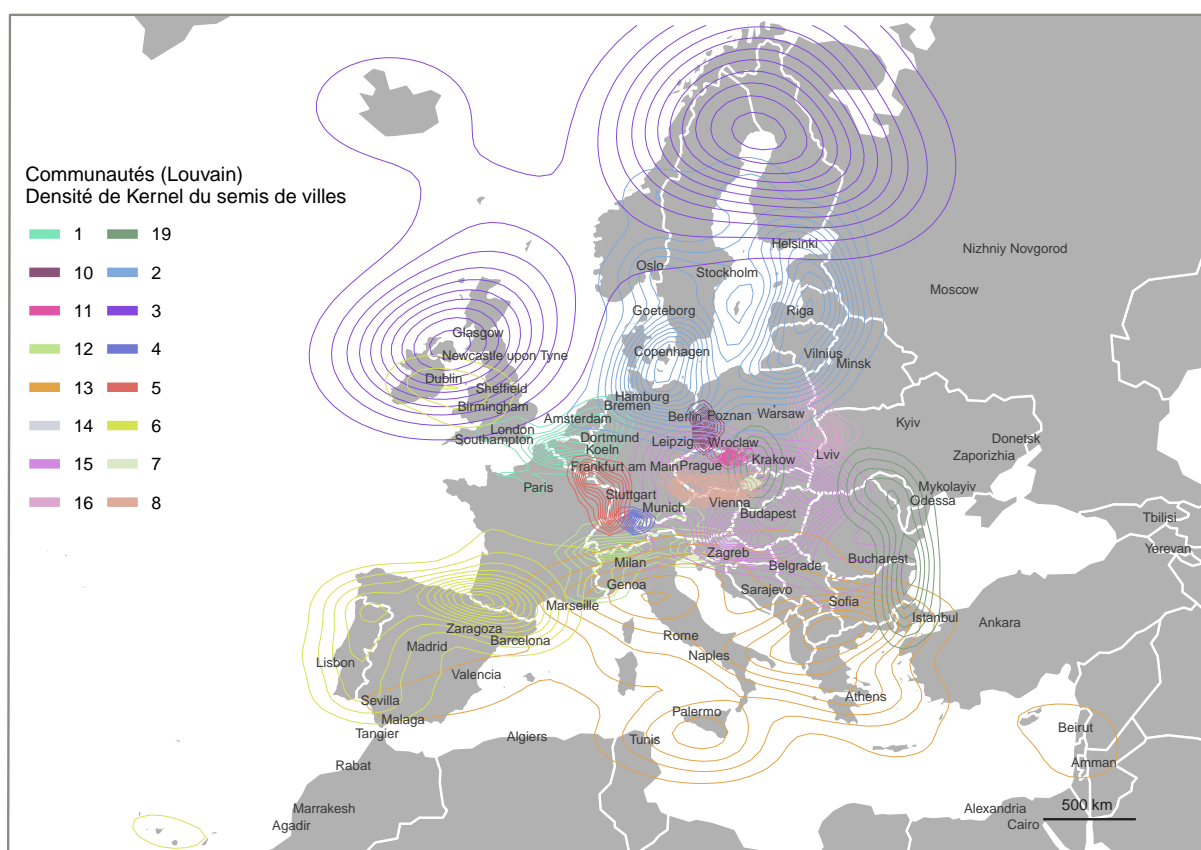 Communautés (Louvain)
Densité de Kernel du semis de villes
1 19
10 2
11 3
12 4
13 5
14 6
15 7
16 8
Helsinki
Nizhniy Novgorod
Oslo
Stockholm
Moscow
Goeteborg
Riga
Glasgow
Newcastle upon Tyne
Copenhagen
Vilnius
Minsk
Dublin
Sheffield
Birmingham
Hamburg
Bremen
Amsterdam
Berlin
Poznan
Warsaw
Kyiv
London
Southampton
Dortmund
Koeln
Leipzig
Wroclaw
Donetsk
Zaporizhia
Lviv
Frankfurt am Main
Prague
Krakow
Paris
Stuttgart
Munich
Vienna
Budapest
Mykolayiv
Odessa
Tbilisi
Yerevan
Milan
Zagreb
Belgrade
Bucharest
Genoa
Sarajevo
Marseille
Sofia
Istanbul
Ankara
Zaragoza
Barcelona
Rome
Madrid
Naples
Lisbon
Valencia
Sevilla
Athens
Malaga
Palermo
Tangier
Algiers
Tunis
Beirut
Rabat
Amman
Marrakesh
Agadir
Alexandria
Cairo
500 km